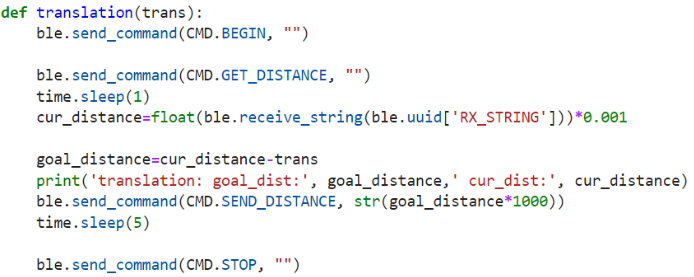 def translation(trans):
    ble.send_command(CMD.BEGIN, "")

    ble.send_command(CMD.GET_DISTANCE, "")
    time.sleep(1)
    cur_distance=float(ble.receive_string(ble.uuid['RX_STRING']))*0.001

    goal_distance=cur_distance-trans
    print('translation: goal_dist:', goal_distance,' cur_dist:', cur_distance)
    ble.send_command(CMD.SEND_DISTANCE, str(goal_distance*1000))
    time.sleep(5)

    ble.send_command(CMD.STOP, "")